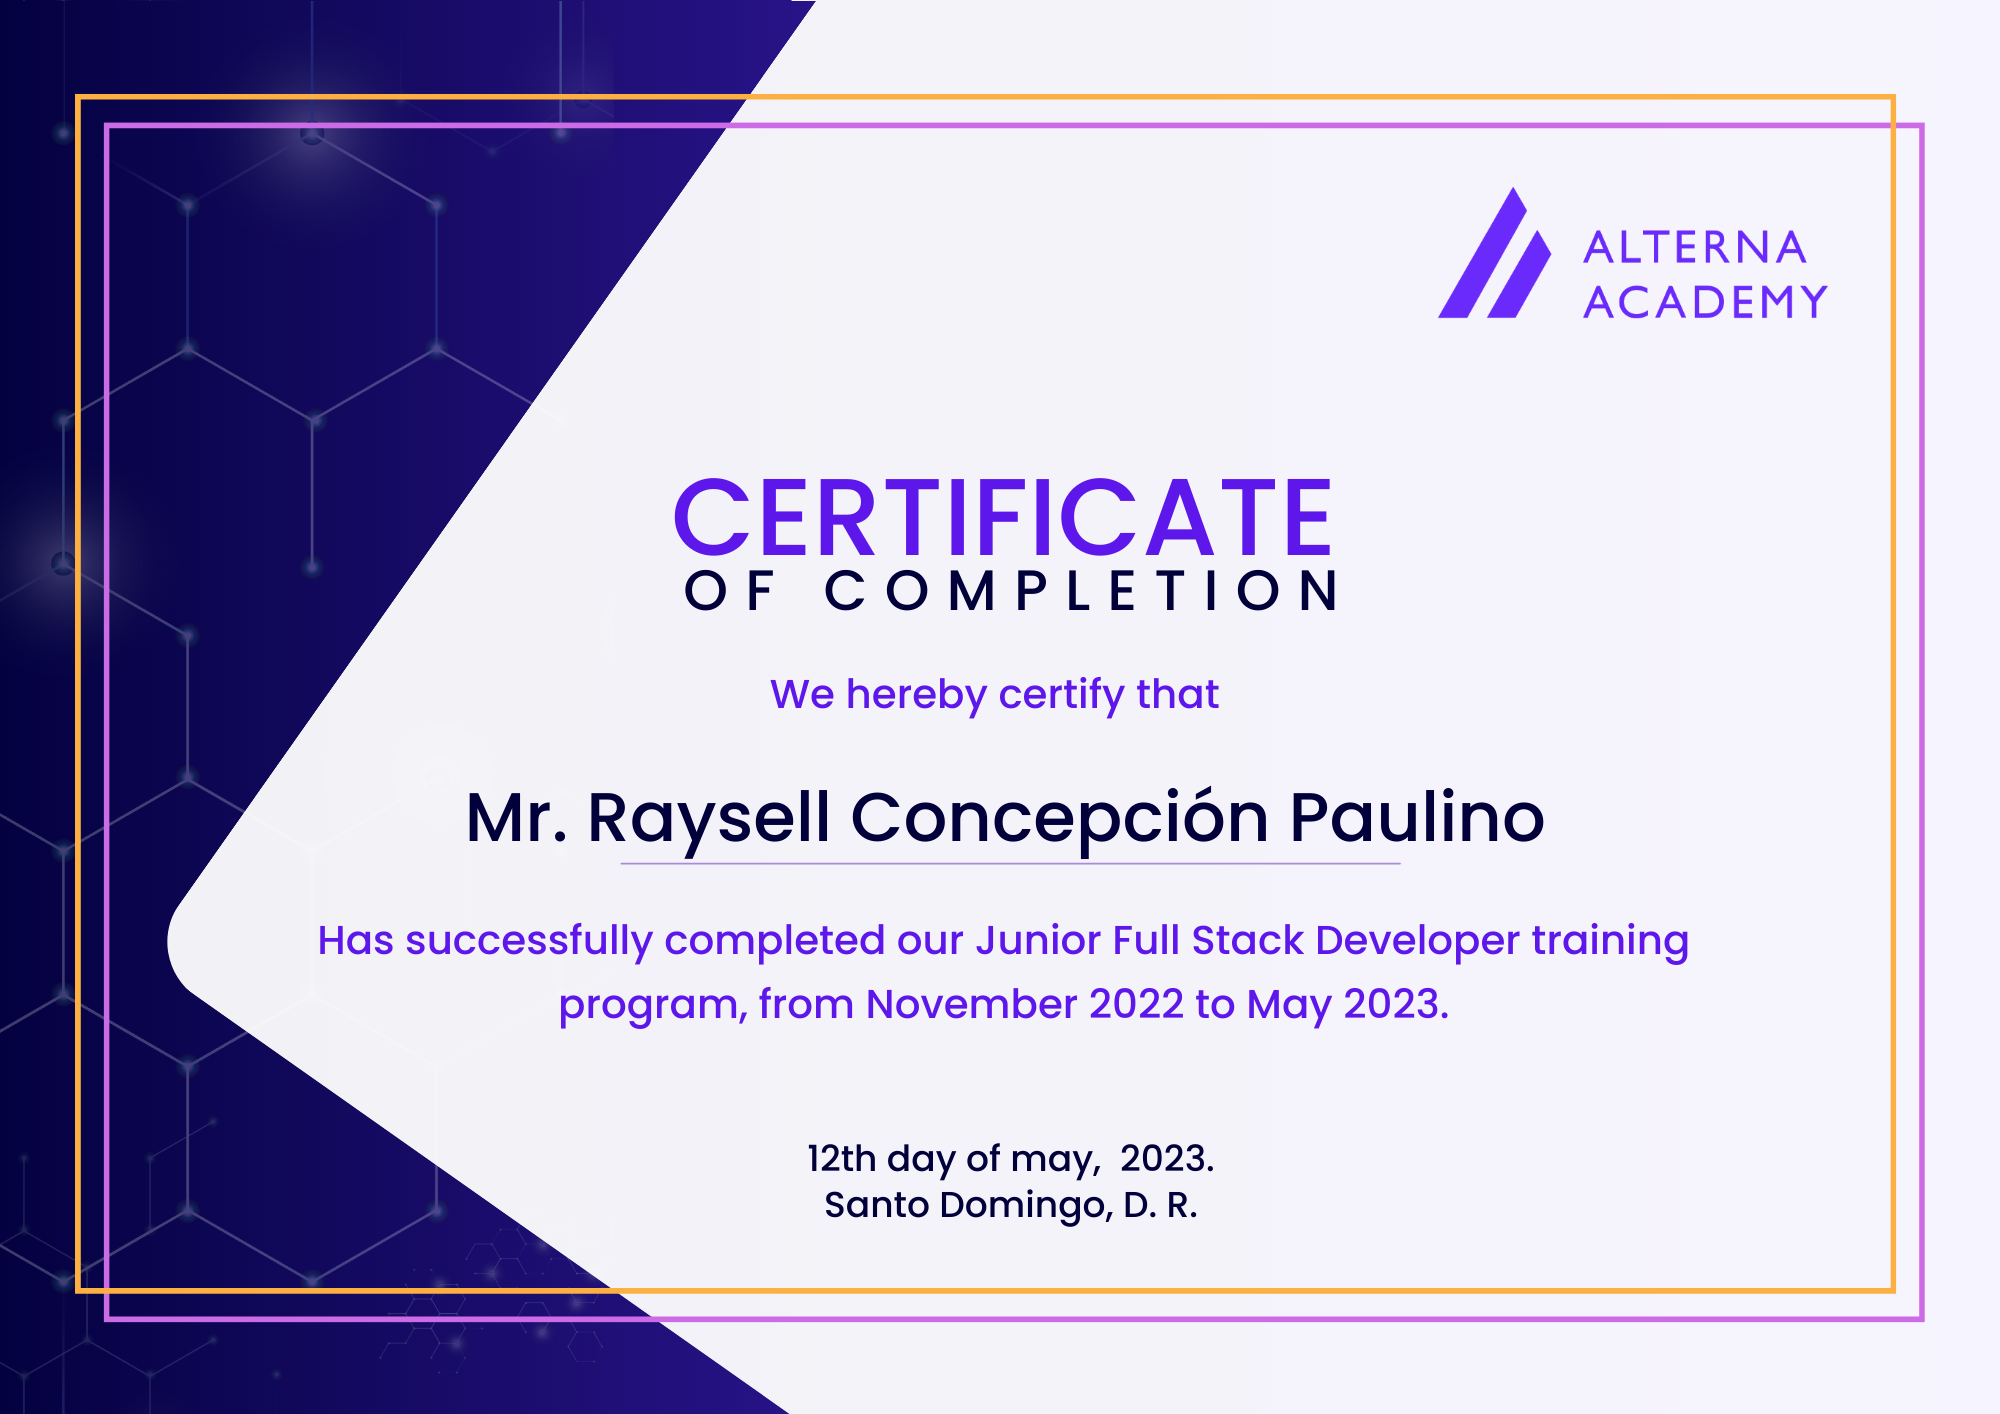 ALTERNA
ACADEMY
CERTIFICATE
OF COMPLETION
We hereby certify that
Mr. Raysell Concepción Paulino
Has successfully completed our Junior Full Stack Developer training
program, from November 2022 to May 2023.
12th day of may,  2023.
Santo Domingo, D. R.